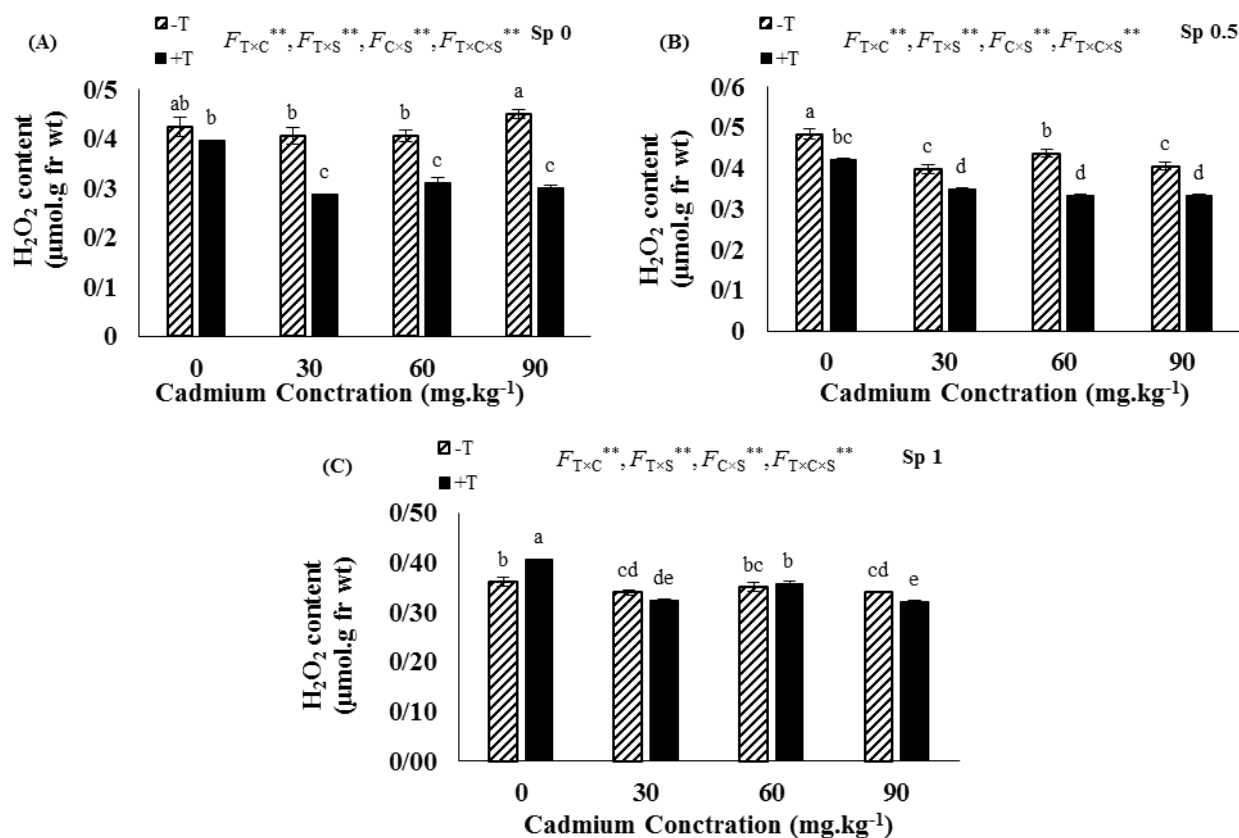 (A)
-T
+T
F_T×C**, F_T×S**, F_C×S**, F_T×C×S**
Sp 0
H₂O₂ content
(µmol.g fr wt)
0/5
0/4
0/3
0/2
0/1
0
ab
b
b
c
b
c
a
c
0 30 60 90
Cadmium Conctration (mg.kg⁻¹)
(B)
-T
+T
F_T×C**, F_T×S**, F_C×S**, F_T×C×S**
Sp 0.5
H₂O₂ content
(µmol.g fr wt)
0/6
0/5
0/4
0/3
0/2
0/1
0
a
bc
c
d
b
d
c
d
0 30 60 90
Cadmium Conctration (mg.kg⁻¹)
(C)
-T
+T
F_T×C**, F_T×S**, F_C×S**, F_T×C×S**
Sp 1
H₂O₂ content
(µmol.g fr wt)
0/50
0/40
0/30
0/20
0/10
0/00
b
a
cd
de
bc
b
cd
e
0 30 60 90
Cadmium Conctration (mg.kg⁻¹)